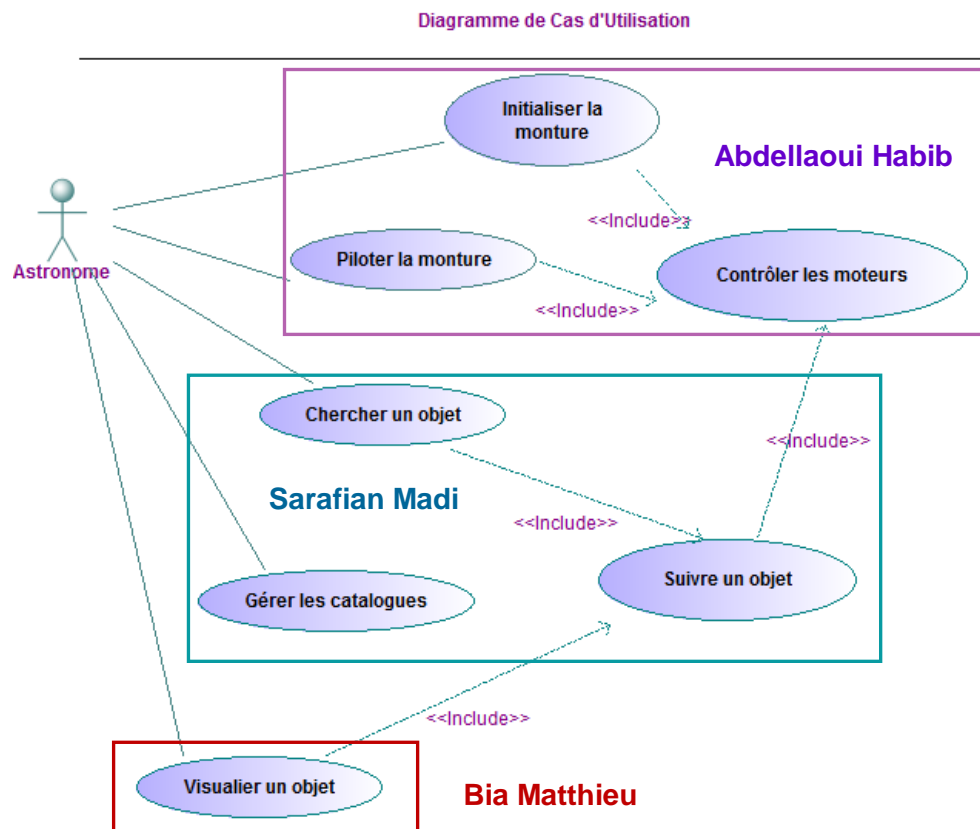 Diagramme de Cas d'Utilisation
Initialiser la
monture
Abdellaoui Habib
<<Include>>
Astronome
Piloter la monture
Contrôler les moteurs
<<Include>>
Chercher un objet
<<Include>>
Sarafian Madi
<<Include>>
Suivre un objet
Gérer les catalogues
<<Include>>
Visualier un objet
Bia Matthieu